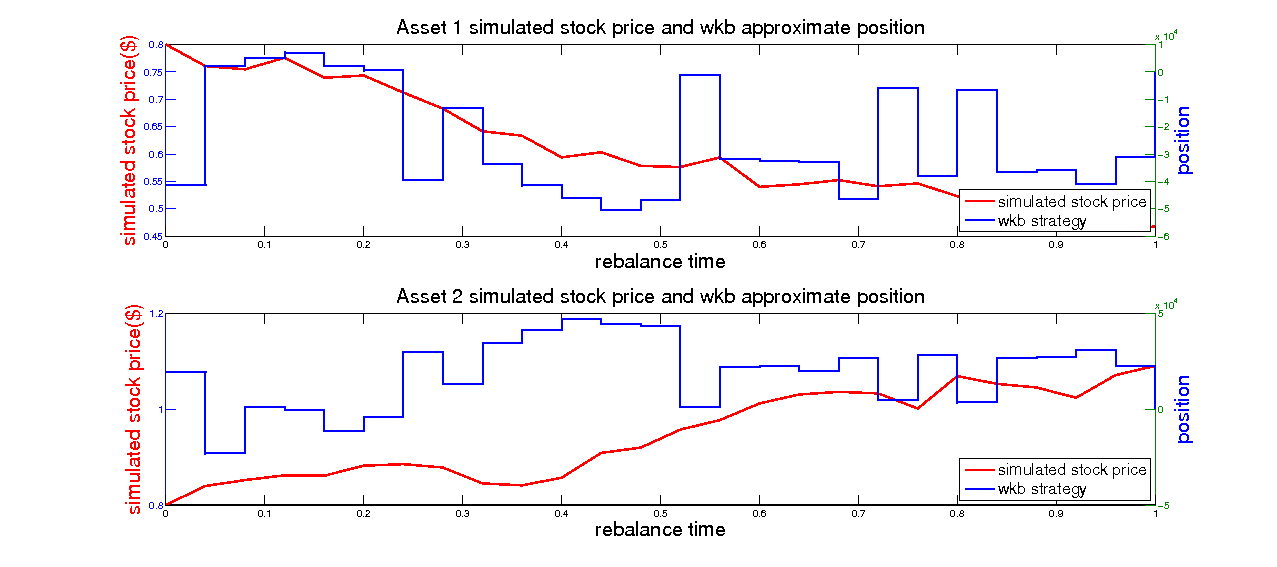 Asset 1 simulated stock price and wkb approximate position
x 10^4
simulated stock price($)
0.8
0.75
0.7
0.65
0.6
0.55
0.5
0.45
1
0
−1
−2
−3
−4
−5
−6
position
simulated stock price
wkb strategy
0 0.1 0.2 0.3 0.4 0.5 0.6 0.7 0.8 0.9 1
rebalance time
Asset 2 simulated stock price and wkb approximate position
x 10^4
simulated stock price($)
1.2
1
0.8
5
0
−5
position
simulated stock price
wkb strategy
0 0.1 0.2 0.3 0.4 0.5 0.6 0.7 0.8 0.9 1
rebalance time